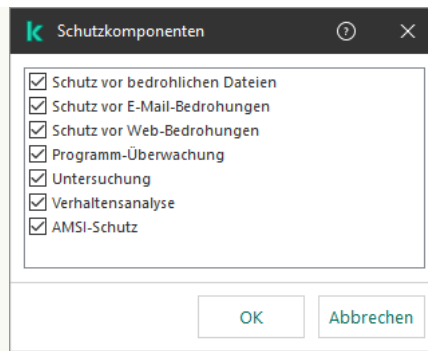 Schutzkomponenten
Schutz vor bedrohlichen Dateien
Schutz vor E-Mail-Bedrohungen
Schutz vor Web-Bedrohungen
Programm-Überwachung
Untersuchung
Verhaltensanalyse
AMSI-Schutz
OK Abbrechen